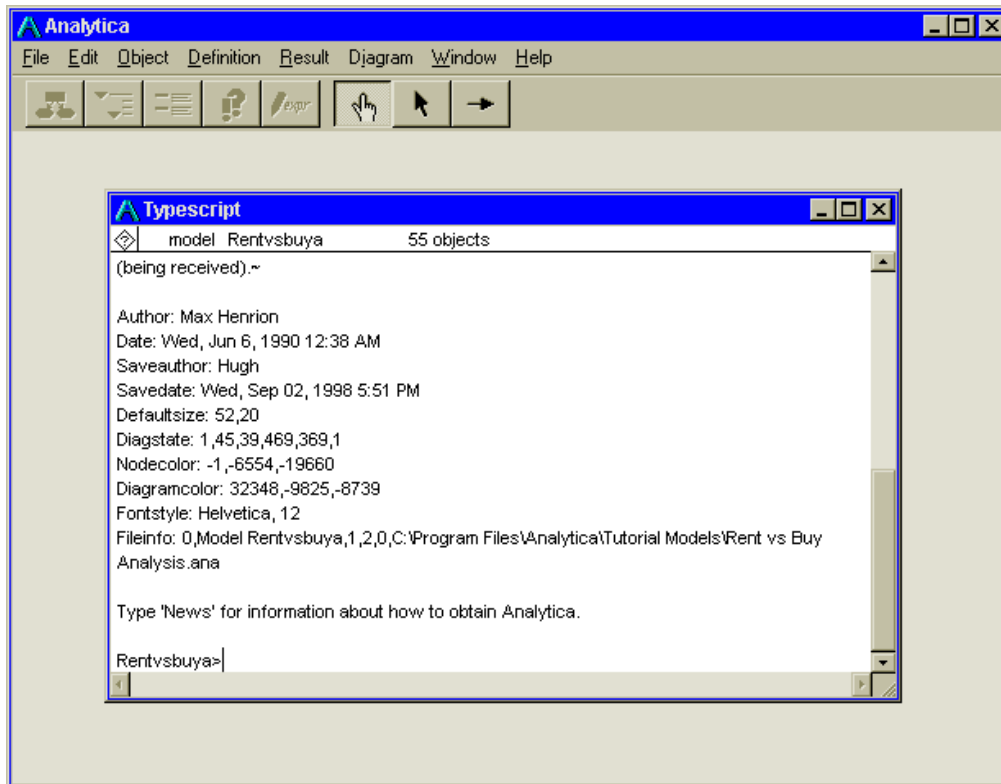 Analytica
File Edit Object Definition Result Diagram Window Help
expr
Typescript
model Rentvsbuya 55 objects
(being received).~
Author: Max Henrion
Date: Wed, Jun 6, 1990 12:38 AM
Saveauthor: Hugh
Savedate: Wed, Sep 02, 1998 5:51 PM
Defaultsize: 52,20
Diagstate: 1,45,39,469,369,1
Nodecolor: -1,-6554,-19660
Diagramcolor: 32348,-9825,-8739
Fontstyle: Helvetica, 12
Fileinfo: 0,Model Rentvsbuya,1,2,0,C:\Program Files\Analytica\Tutorial Models\Rent vs Buy
Analysis.ana
Type 'News' for information about how to obtain Analytica.
Rentvsbuya>